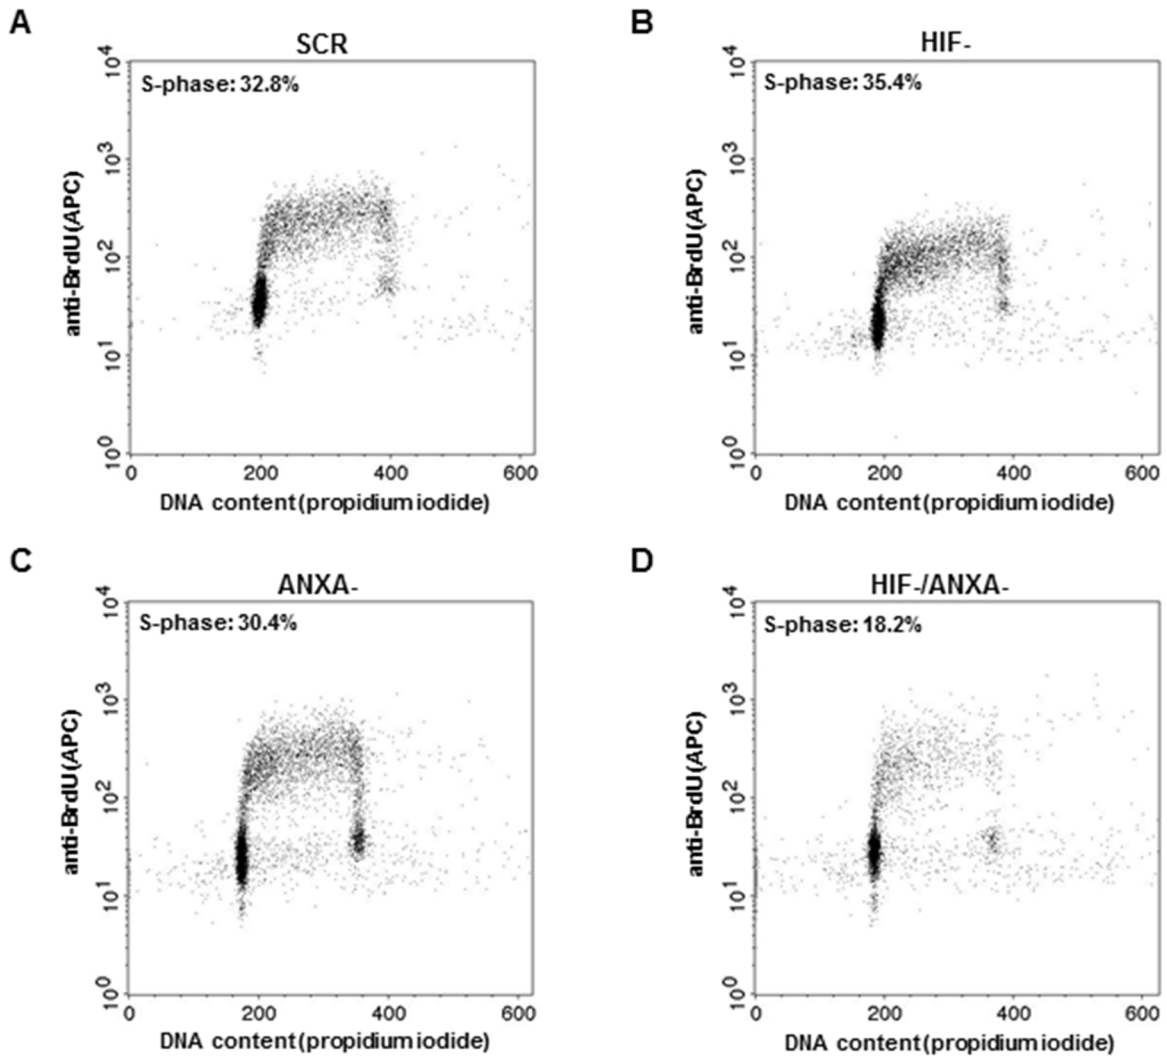 A
SCR
S-phase: 32.8%
10^4
10^3
10^2
10^1
10^0
anti-BrdU(APC)
0 200 400 600
DNA content(propidium iodide)
B
HIF-
S-phase: 35.4%
10^4
10^3
10^2
10^1
10^0
anti-BrdU(APC)
0 200 400 600
DNA content(propidium iodide)
C
ANXA-
S-phase: 30.4%
10^4
10^3
10^2
10^1
10^0
anti-BrdU(APC)
0 200 400 600
DNA content(propidium iodide)
D
HIF-/ANXA-
S-phase: 18.2%
10^4
10^3
10^2
10^1
10^0
anti-BrdU(APC)
0 200 400 600
DNA content(propidium iodide)